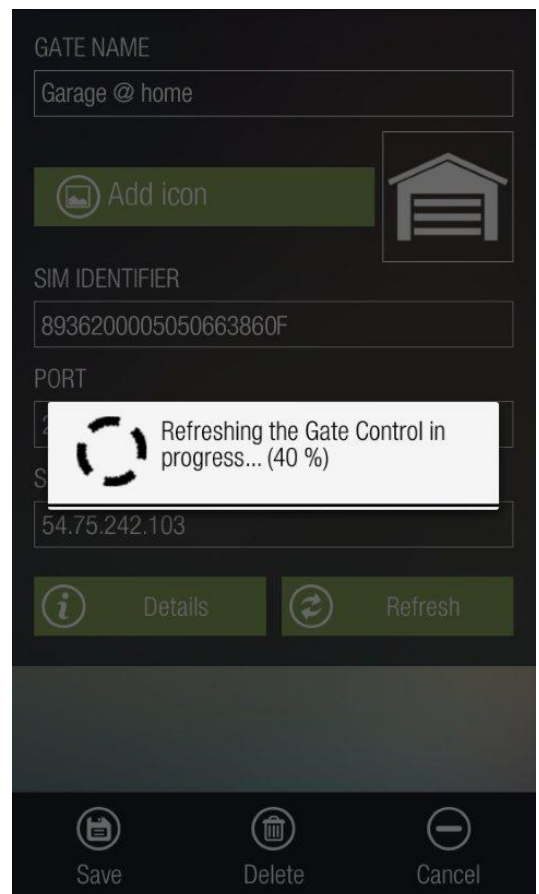 GATE NAME
Garage @ home
Add icon
SIM IDENTIFIER
8936200005050663860F
PORT
Refreshing the Gate Control in
progress... (40 %)
54.75.242.103
Details
Refresh
Save
Delete
Cancel